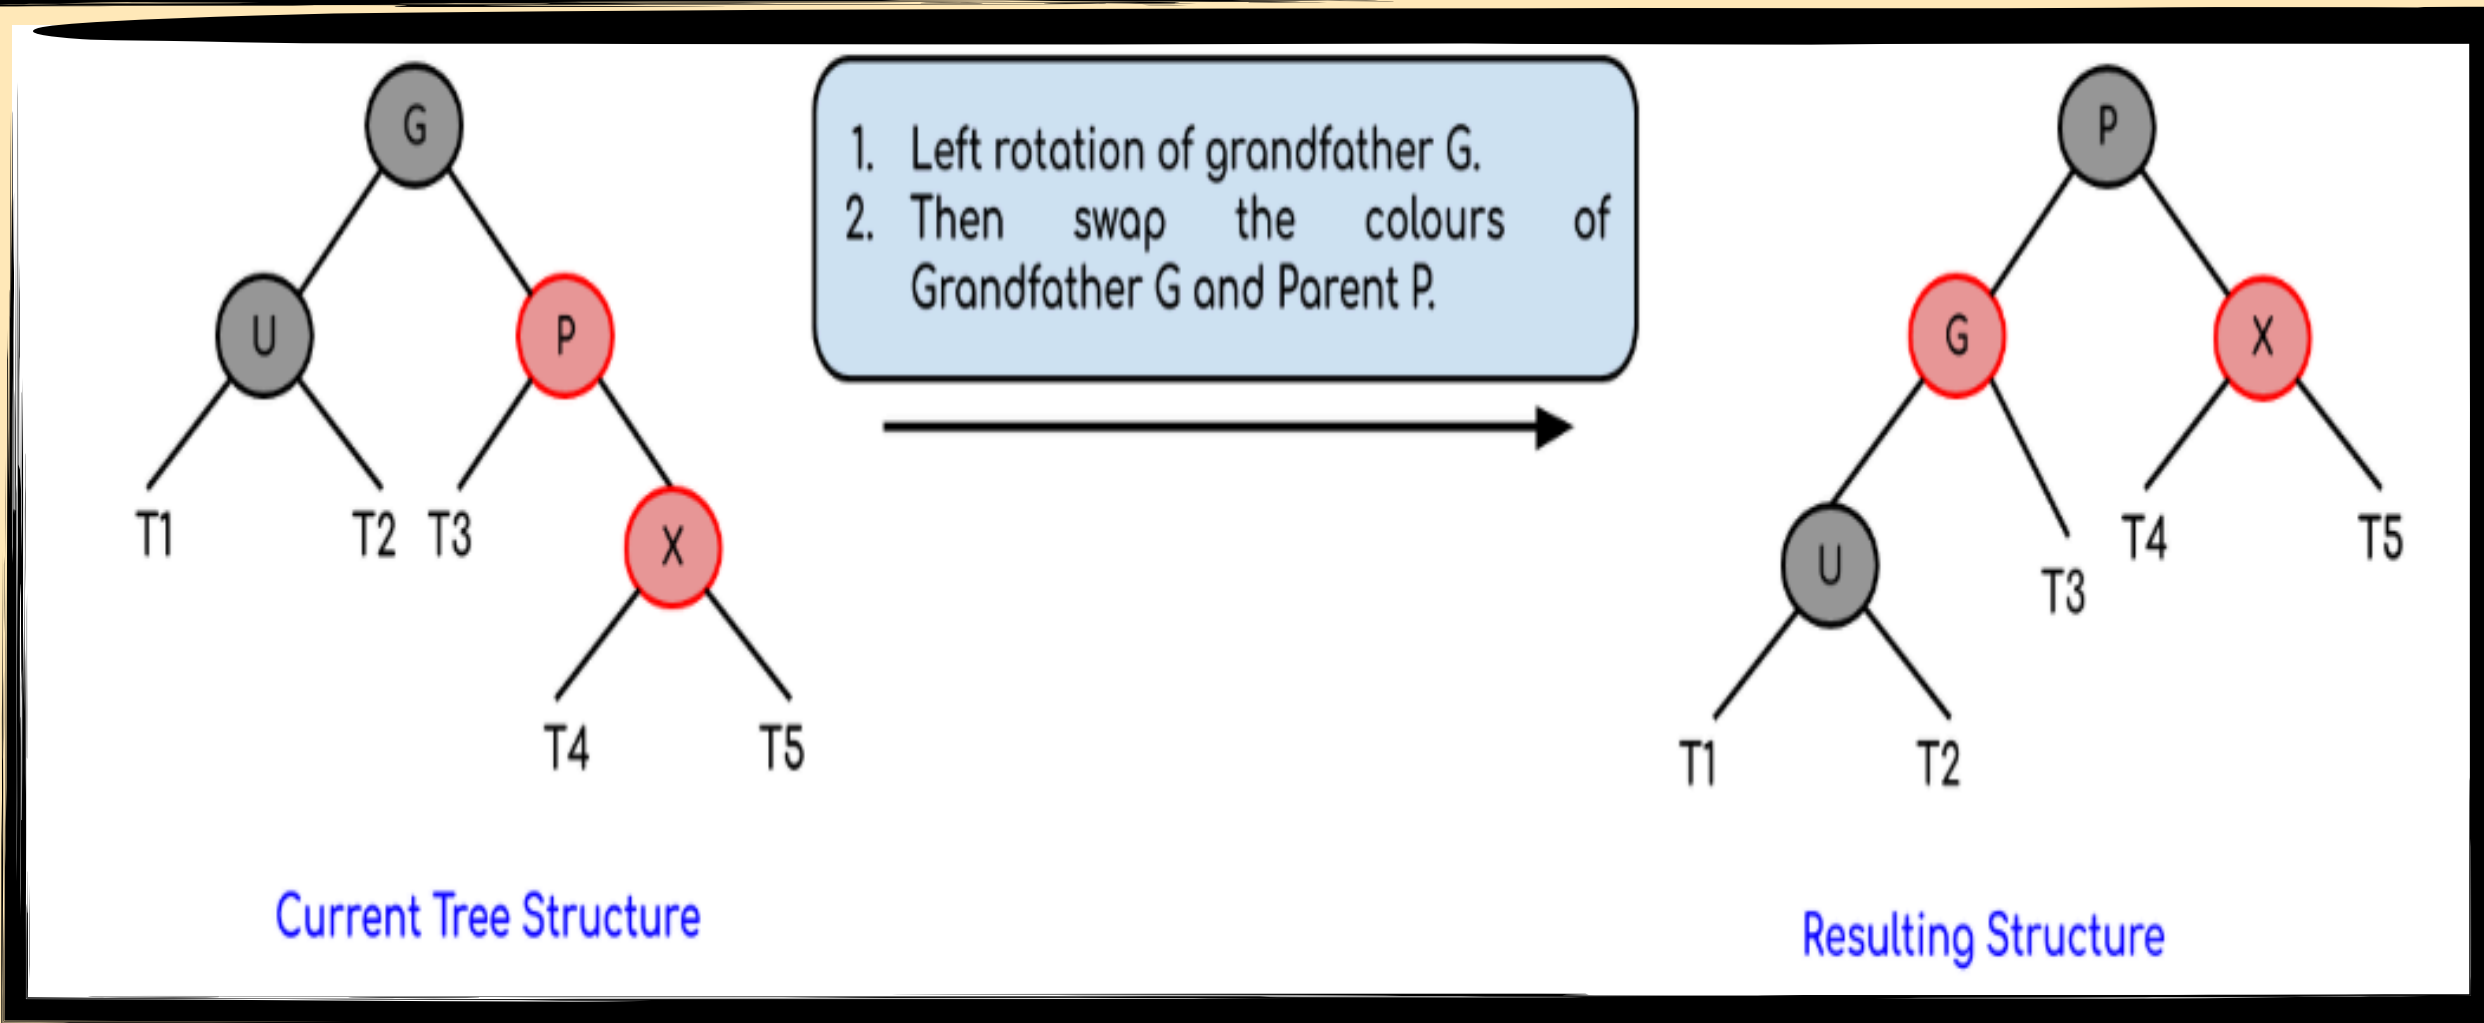 G
U
P
T1
T2
T3
X
T4
T5
Current Tree Structure
1. Left rotation of grandfather G.
2. Then swap the colours of
Grandfather G and Parent P.
P
G
X
U
T3
T4
T5
T1
T2
Resulting Structure